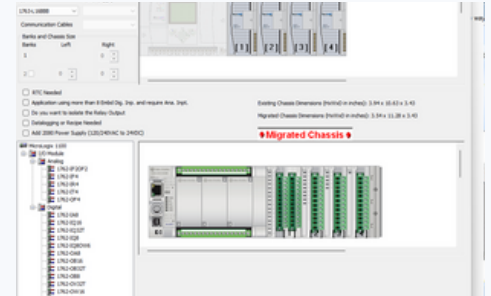 1763-L16BBB
Communication Cables
Banks and Chassis Size
Banks Left Right
1 0
2 0 0
[1] [2] [3] [4]
RTC Needed
Application using more than 8 Embd Dig. Inp. and require Ana. Inpt.
Do you want to isolate the Relay Output
Datalogging or Recipe Needed
Add 2080 Power Supply (120/240VAC to 24VDC)
Existing Chassis Dimensions (HxWxD in inches): 3.54 x 10.63 x 3.43
Migrated Chassis Dimensions (HxWxD in inches): 3.54 x 11.28 x 3.43
Migrated Chassis
MicroLogix 1100
I/O Module
Analog
1762-IF2OF2
1762-IF4
1762-IR4
1762-IT4
1762-OF4
Digital
1762-IA8
1762-IQ16
1762-IQ32T
1762-IQ8
1762-IQ8OW6
1762-OA8
1762-OB16
1762-OB32T
1762-OB8
1762-OV32T
1762-OW16